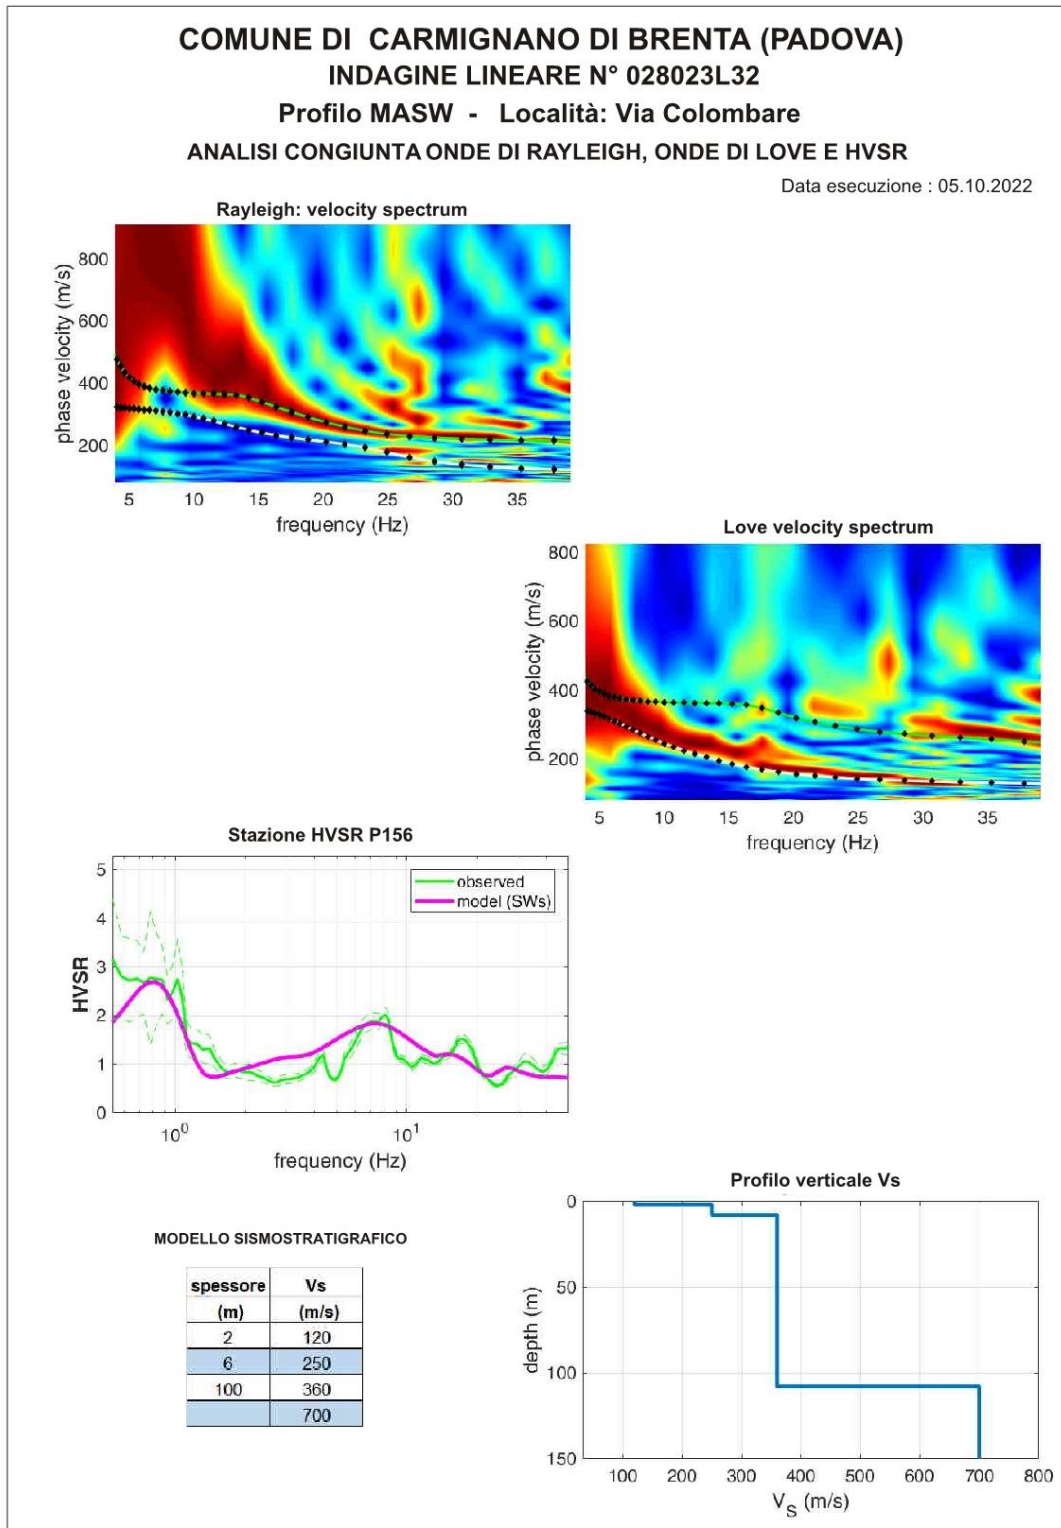 COMUNE DI CARMIGNANO DI BRENTA (PADOVA)
INDAGINE LINEARE N° 028023L32
Profilo MASW - Località: Via Colombare
ANALISI CONGIUNTA ONDE DI RAYLEIGH, ONDE DI LOVE E HVSR
Data esecuzione : 05.10.2022
Rayleigh: velocity spectrum
phase velocity (m/s)
800
600
400
200
5 10 15 20 25 30 35
frequency (Hz)
Love velocity spectrum
phase velocity (m/s)
800
600
400
200
5 10 15 20 25 30 35
frequency (Hz)
Stazione HVSR P156
observed
model (SWs)
HVSR
5
4
3
2
1
0
10^0 10^1
frequency (Hz)
MODELLO SISMOSTRATIGRAFICO
spessore Vs
(m) (m/s)
2 120
6 250
100 360
700
Profilo verticale Vs
depth (m)
0
50
100
150
100 200 300 400 500 600 700 800
V_S (m/s)